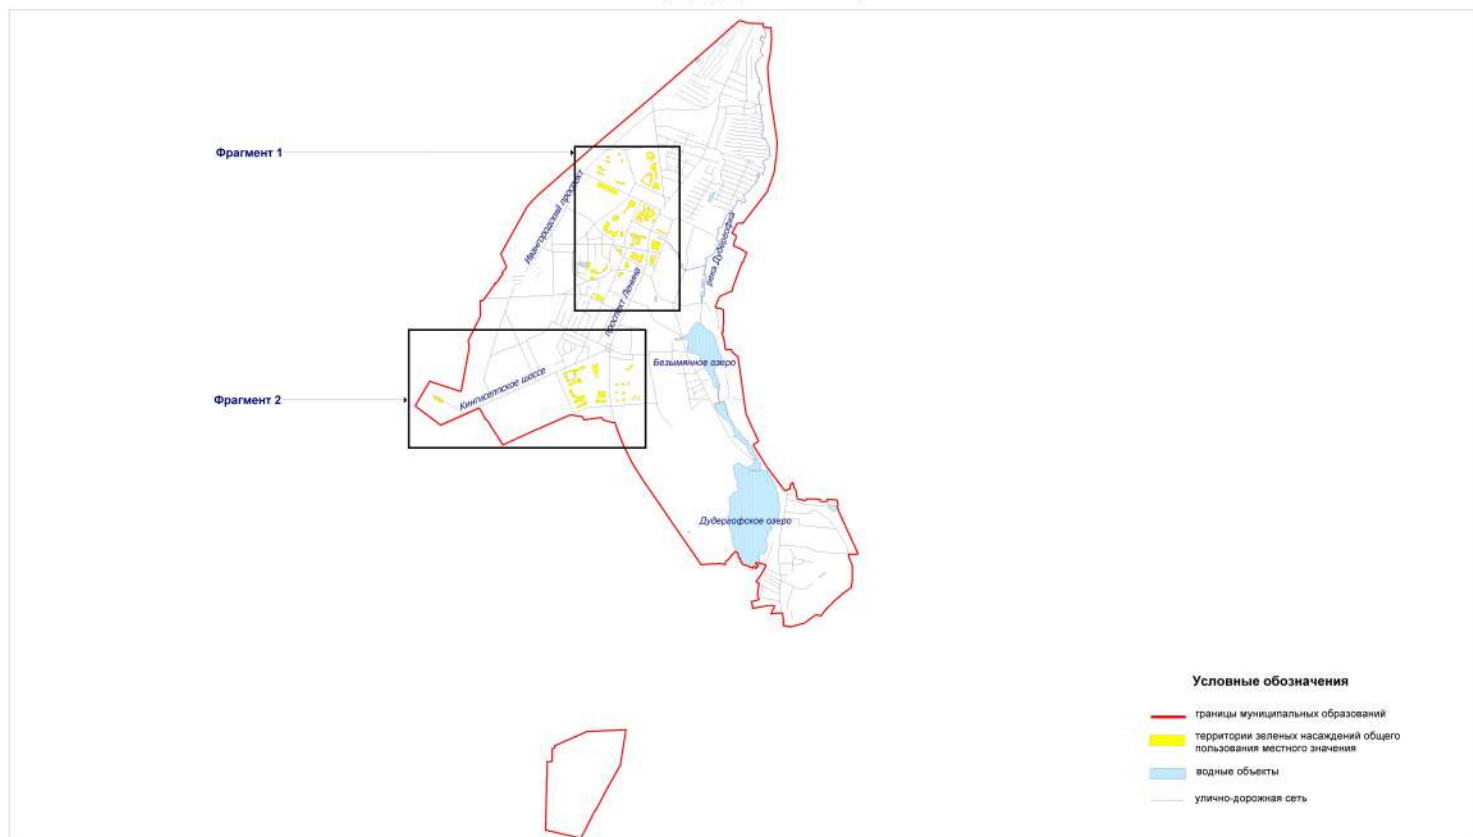 Фрагмент 1
Ивангородский проспект
река Дудергофка
проспект Ленина
Безымянное озеро
Кингисеппское шоссе
Фрагмент 2
Дудергофское озеро
Условные обозначения
границы муниципальных образований
территории зеленых насаждений общего
пользования местного значения
водные объекты
улично-дорожная сеть